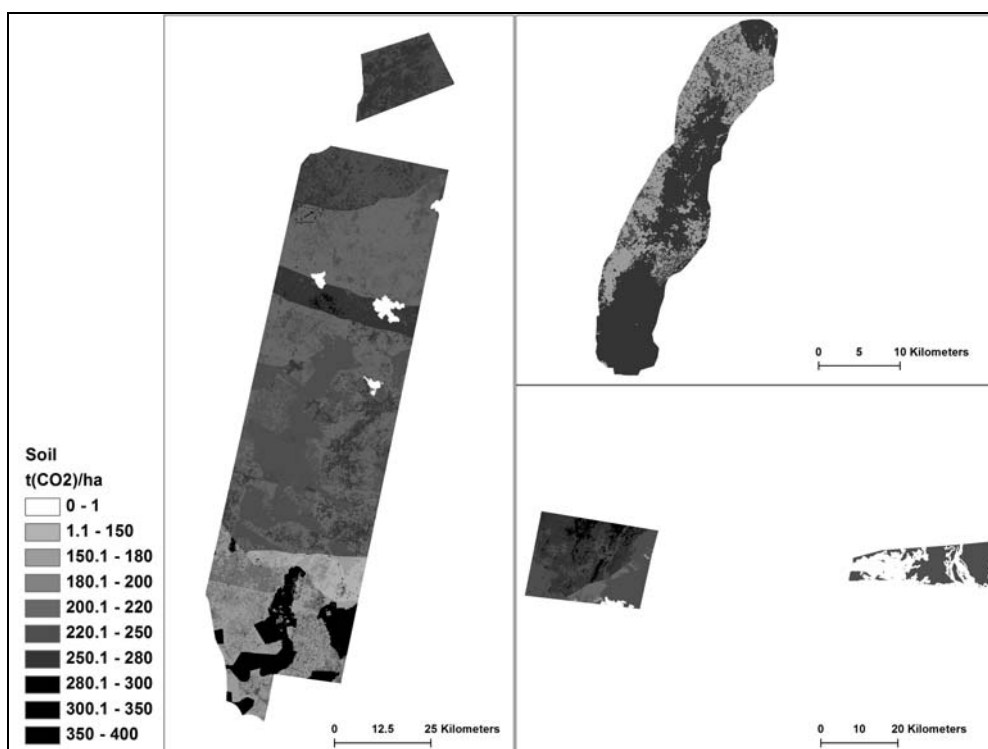 Soil
t(CO2)/ha
0 - 1
1.1 - 150
150.1 - 180
180.1 - 200
200.1 - 220
220.1 - 250
250.1 - 280
280.1 - 300
300.1 - 350
350 - 400
0 12.5 25 Kilometers
0 5 10 Kilometers
0 10 20 Kilometers